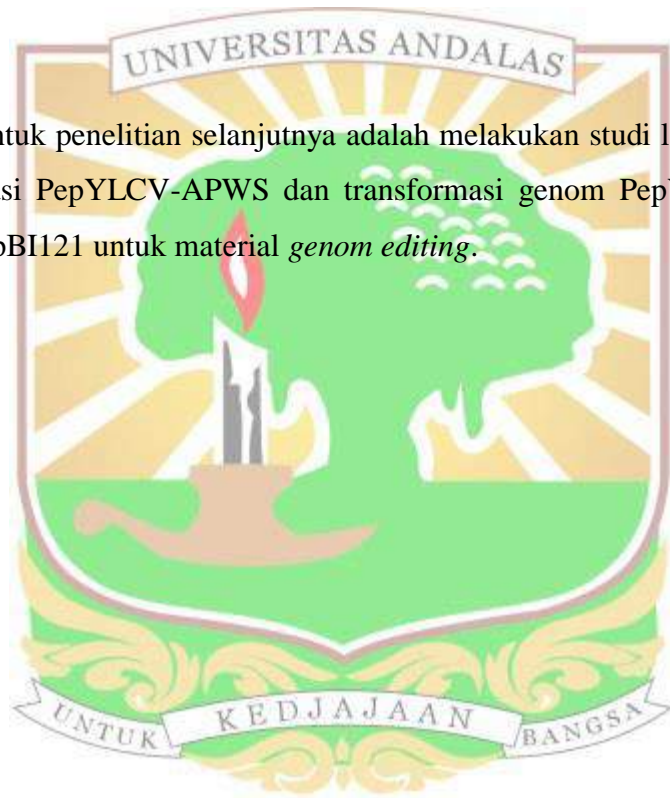 UNIVERSITAS ANDALAS
ntuk penelitian selanjutnya adalah melakukan studi l
asi PepYLCV-APWS dan transformasi genom Pep
pBI121 untuk material genom editing.
UNTUK KEDJAJAAN BANGSA